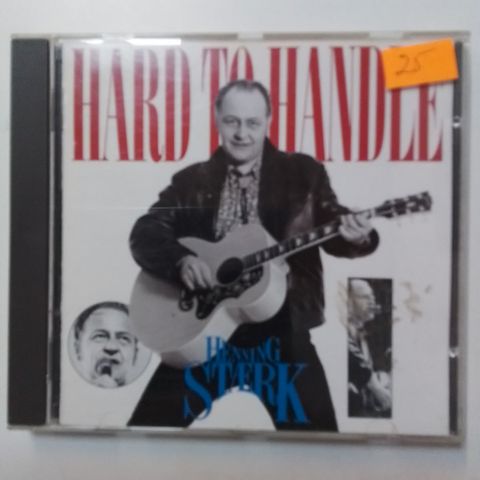 HARD TO HANDLE
25
HENNING
STÆRK